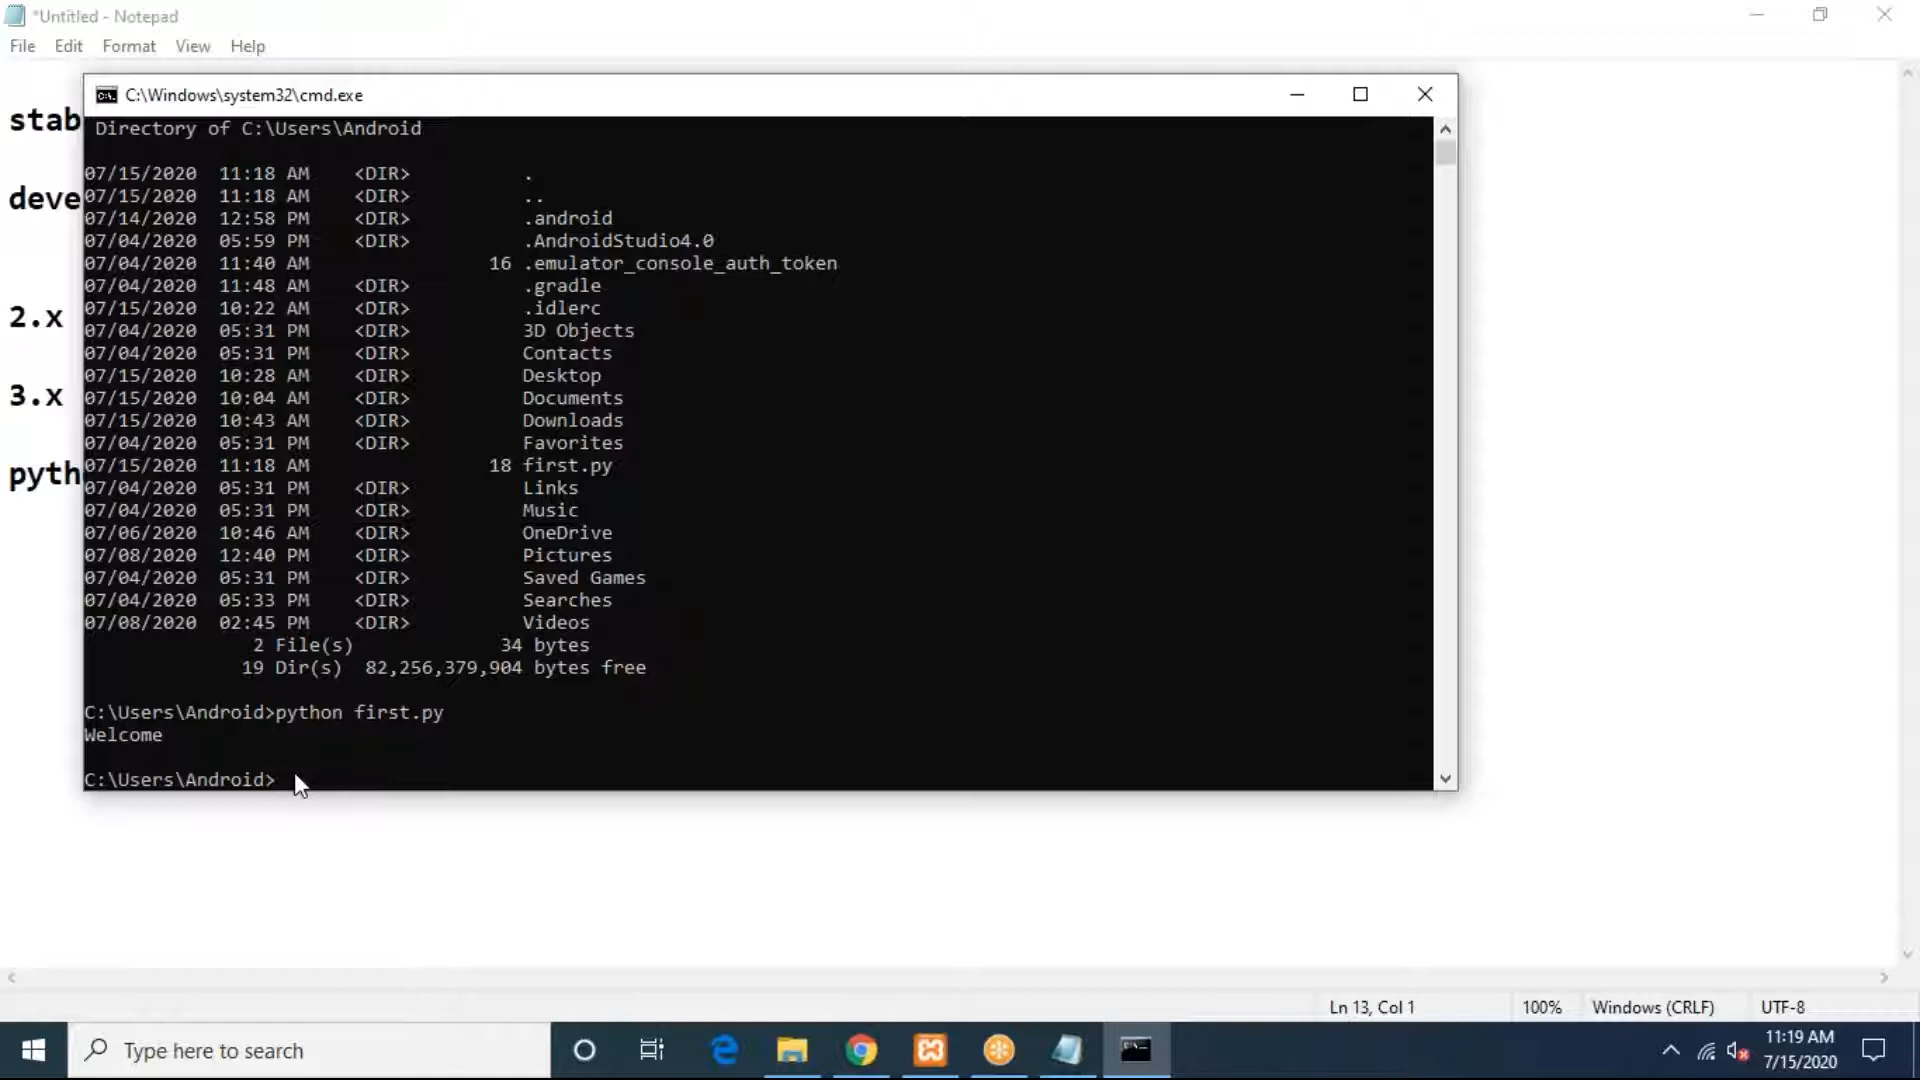 *Untitled - Notepad
File Edit Format View Help
C:\Windows\system32\cmd.exe
stab
deve
2.x
3.x
pyth
Directory of C:\Users\Android
07/15/2020 11:18 AM <DIR> .
07/15/2020 11:18 AM <DIR> ..
07/14/2020 12:58 PM <DIR> .android
07/04/2020 05:59 PM <DIR> .AndroidStudio4.0
07/04/2020 11:40 AM 16 .emulator_console_auth_token
07/04/2020 11:48 AM <DIR> .gradle
07/15/2020 10:22 AM <DIR> .idlerc
07/04/2020 05:31 PM <DIR> 3D Objects
07/04/2020 05:31 PM <DIR> Contacts
07/15/2020 10:28 AM <DIR> Desktop
07/15/2020 10:04 AM <DIR> Documents
07/15/2020 10:43 AM <DIR> Downloads
07/04/2020 05:31 PM <DIR> Favorites
07/15/2020 11:18 AM 18 first.py
07/04/2020 05:31 PM <DIR> Links
07/04/2020 05:31 PM <DIR> Music
07/06/2020 10:46 AM <DIR> OneDrive
07/08/2020 12:40 PM <DIR> Pictures
07/04/2020 05:31 PM <DIR> Saved Games
07/04/2020 05:33 PM <DIR> Searches
07/08/2020 02:45 PM <DIR> Videos
2 File(s) 34 bytes
19 Dir(s) 82,256,379,904 bytes free
C:\Users\Android>python first.py
Welcome
C:\Users\Android>
Ln 13, Col 1 100% Windows (CRLF) UTF-8
Type here to search
11:19 AM
7/15/2020